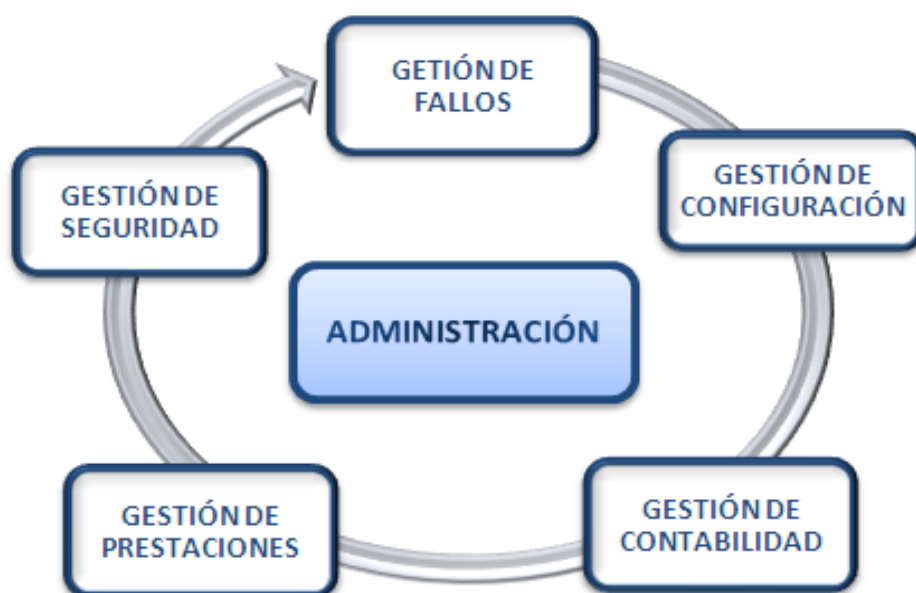 GETIÓN DE
FALLOS
GESTIÓN DE
CONFIGURACIÓN
GESTIÓN DE
SEGURIDAD
ADMINISTRACIÓN
GESTIÓN DE
CONTABILIDAD
GESTIÓN DE
PRESTACIONES